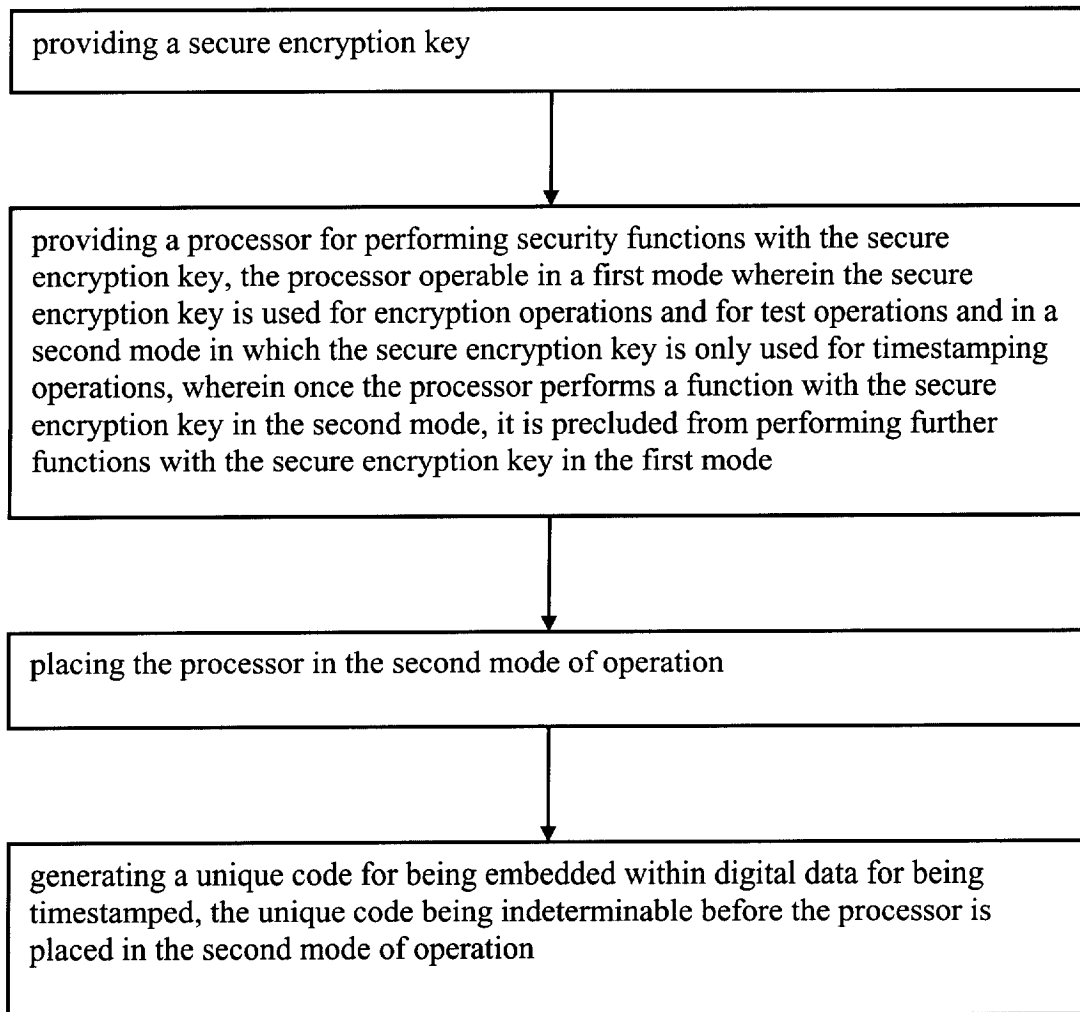 providing a secure encryption key
providing a processor for performing security functions with the secure
encryption key, the processor operable in a first mode wherein the secure
encryption key is used for encryption operations and for test operations and in a
second mode in which the secure encryption key is only used for timestamping
operations, wherein once the processor performs a function with the secure
encryption key in the second mode, it is precluded from performing further
functions with the secure encryption key in the first mode
placing the processor in the second mode of operation
generating a unique code for being embedded within digital data for being
timestamped, the unique code being indeterminable before the processor is
placed in the second mode of operation